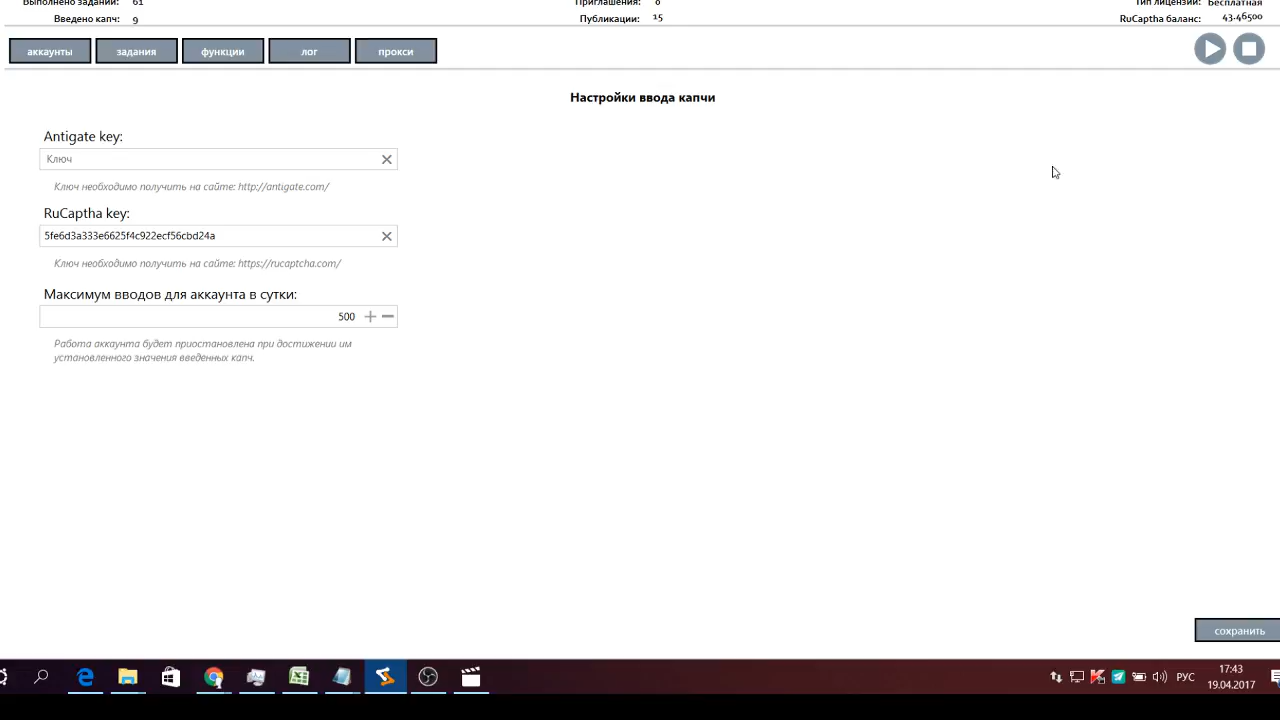 Выполнено заданий: 61
Приглашения: 0
Тип лицензии: Бесплатная
Введено капч: 9
Публикации: 15
RuCaptha баланс: 43.46500
аккаунты задания функции лог прокси
Настройки ввода капчи
Antigate key:
Ключ
Ключ необходимо получить на сайте: http://antigate.com/
RuCaptha key:
5fe6d3a333e6625f4c922ecf56cbd24a
Ключ необходимо получить на сайте: https://rucaptcha.com/
Максимум вводов для аккаунта в сутки:
500
Работа аккаунта будет приостановлена при достижении им
установленного значения введенных капч.
сохранить
РУС
17:43
19.04.2017